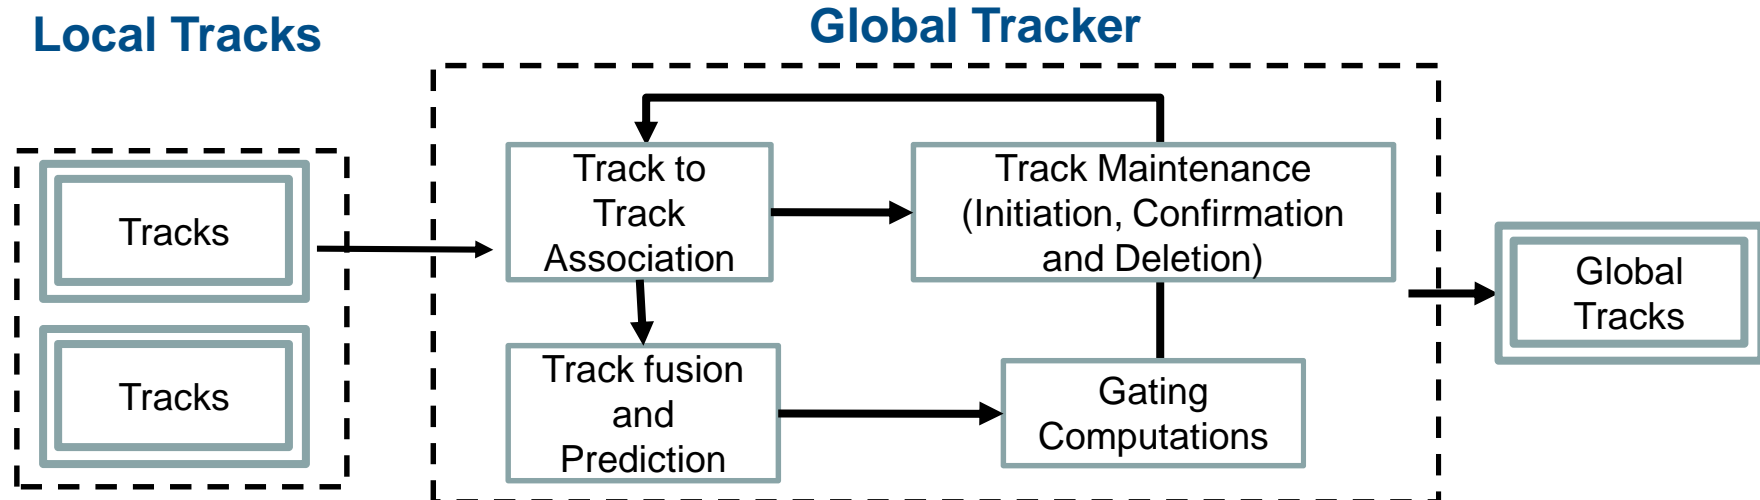 Local Tracks
Global Tracker
Tracks
Tracks
Track to
Track
Association
Track Maintenance
(Initiation, Confirmation
and Deletion)
Track fusion
and
Prediction
Gating
Computations
Global
Tracks